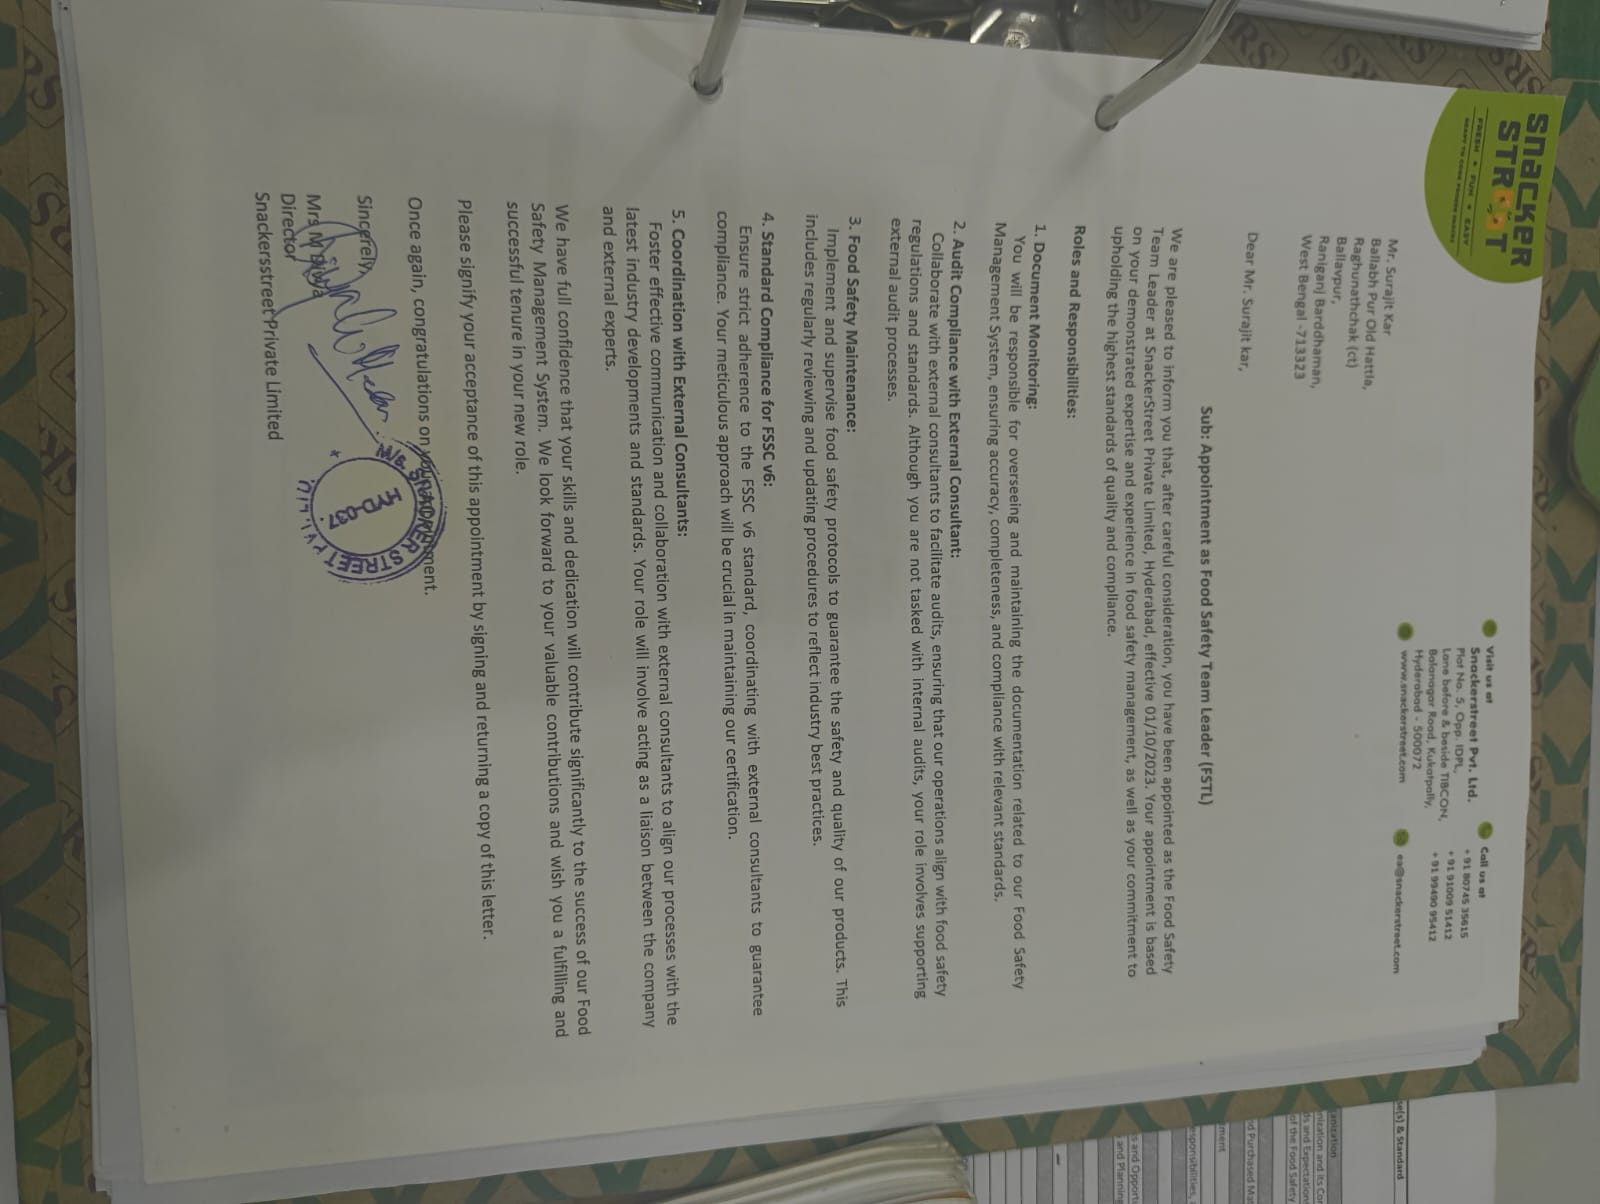 snacker
STREET
FRESH • FUN • EASY
READY TO COOK FROZEN SNACKS
Visit us at
Snackerstreet Pvt. Ltd.
Plot No. 5, Opp. IDPL,
Lane before & beside TIBCON,
Balanagar Road, Kukatpally,
Hyderabad - 500072
www.snackerstreet.com
Call us at
+91 80745 35615
+91 91009 51412
+91 99490 95412
ea@snackerstreet.com
Mr. Surajit Kar
Ballabh Pur Old Hattla,
Raghunathchak (ct)
Ballavpur,
Raniganj Barddhaman,
West Bengal -713323
Dear Mr. Surajit kar,
Sub: Appointment as Food Safety Team Leader (FSTL)
We are pleased to inform you that, after careful consideration, you have been appointed as the Food Safety
Team Leader at SnackerStreet Private Limited, Hyderabad, effective 01/10/2023. Your appointment is based
on your demonstrated expertise and experience in food safety management, as well as your commitment to
upholding the highest standards of quality and compliance.
Roles and Responsibilities:
1. Document Monitoring:
You will be responsible for overseeing and maintaining the documentation related to our Food Safety
Management System, ensuring accuracy, completeness, and compliance with relevant standards.
2. Audit Compliance with External Consultant:
Collaborate with external consultants to facilitate audits, ensuring that our operations align with food safety
regulations and standards. Although you are not tasked with internal audits, your role involves supporting
external audit processes.
3. Food Safety Maintenance:
Implement and supervise food safety protocols to guarantee the safety and quality of our products. This
includes regularly reviewing and updating procedures to reflect industry best practices.
4. Standard Compliance for FSSC v6:
Ensure strict adherence to the FSSC v6 standard, coordinating with external consultants to guarantee
compliance. Your meticulous approach will be crucial in maintaining our certification.
5. Coordination with External Consultants:
Foster effective communication and collaboration with external consultants to align our processes with the
latest industry developments and standards. Your role will involve acting as a liaison between the company
and external experts.
We have full confidence that your skills and dedication will contribute significantly to the success of our Food
Safety Management System. We look forward to your valuable contributions and wish you a fulfilling and
successful tenure in your new role.
Please signify your acceptance of this appointment by signing and returning a copy of this letter.
Once again, congratulations on
Sincerely,
Mrs
Director
Snackersstreet Private Limited
M/s. SNACKER STREET PVT. LTD.
HYD-037.